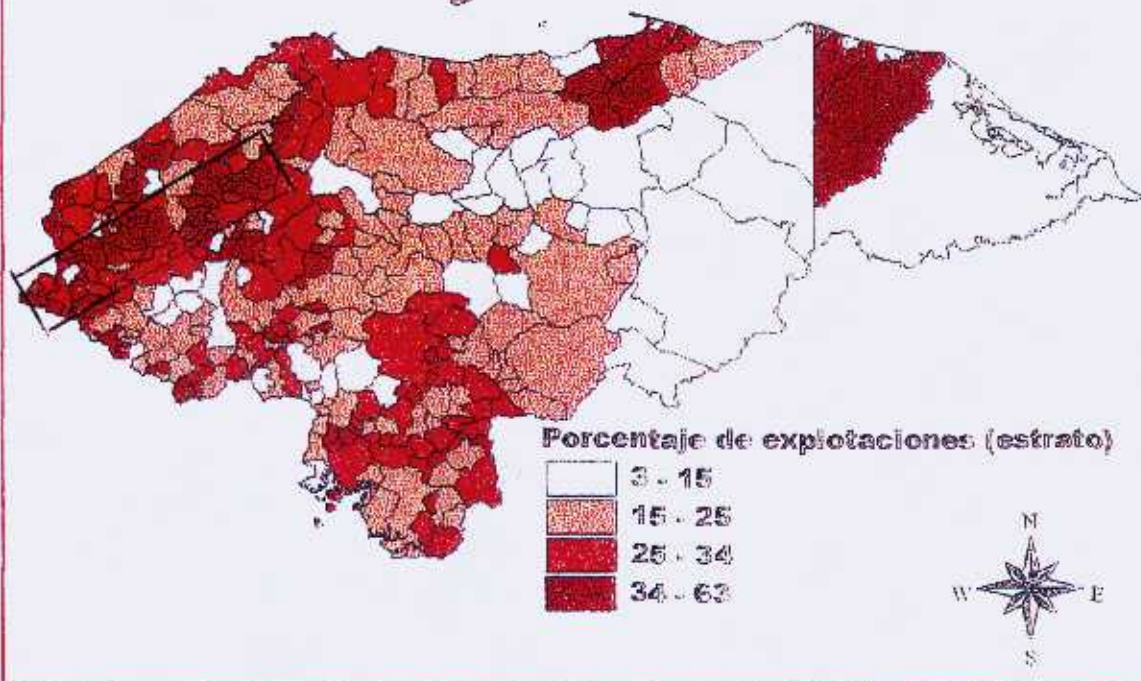 Porcentaje de explotaciones (estrato)
3 - 15
15 - 25
25 - 34
34 - 63
N
W E
S